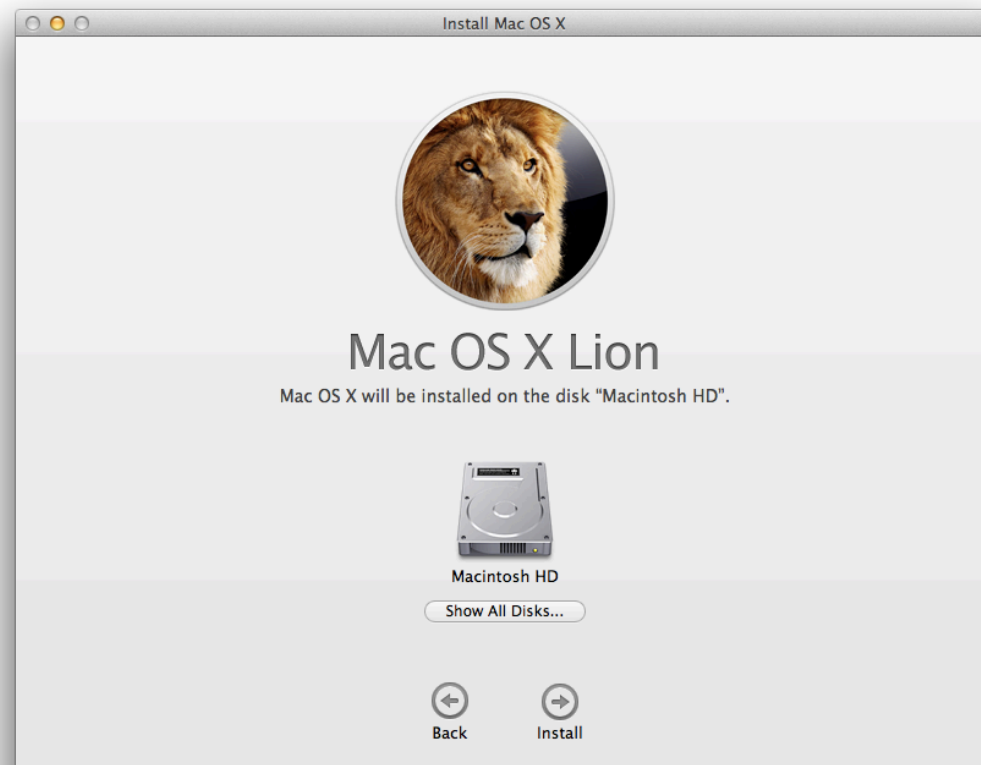 Install Mac OS X
Mac OS X Lion
Mac OS X will be installed on the disk “Macintosh HD”.
Macintosh HD
Show All Disks...
Back
Install